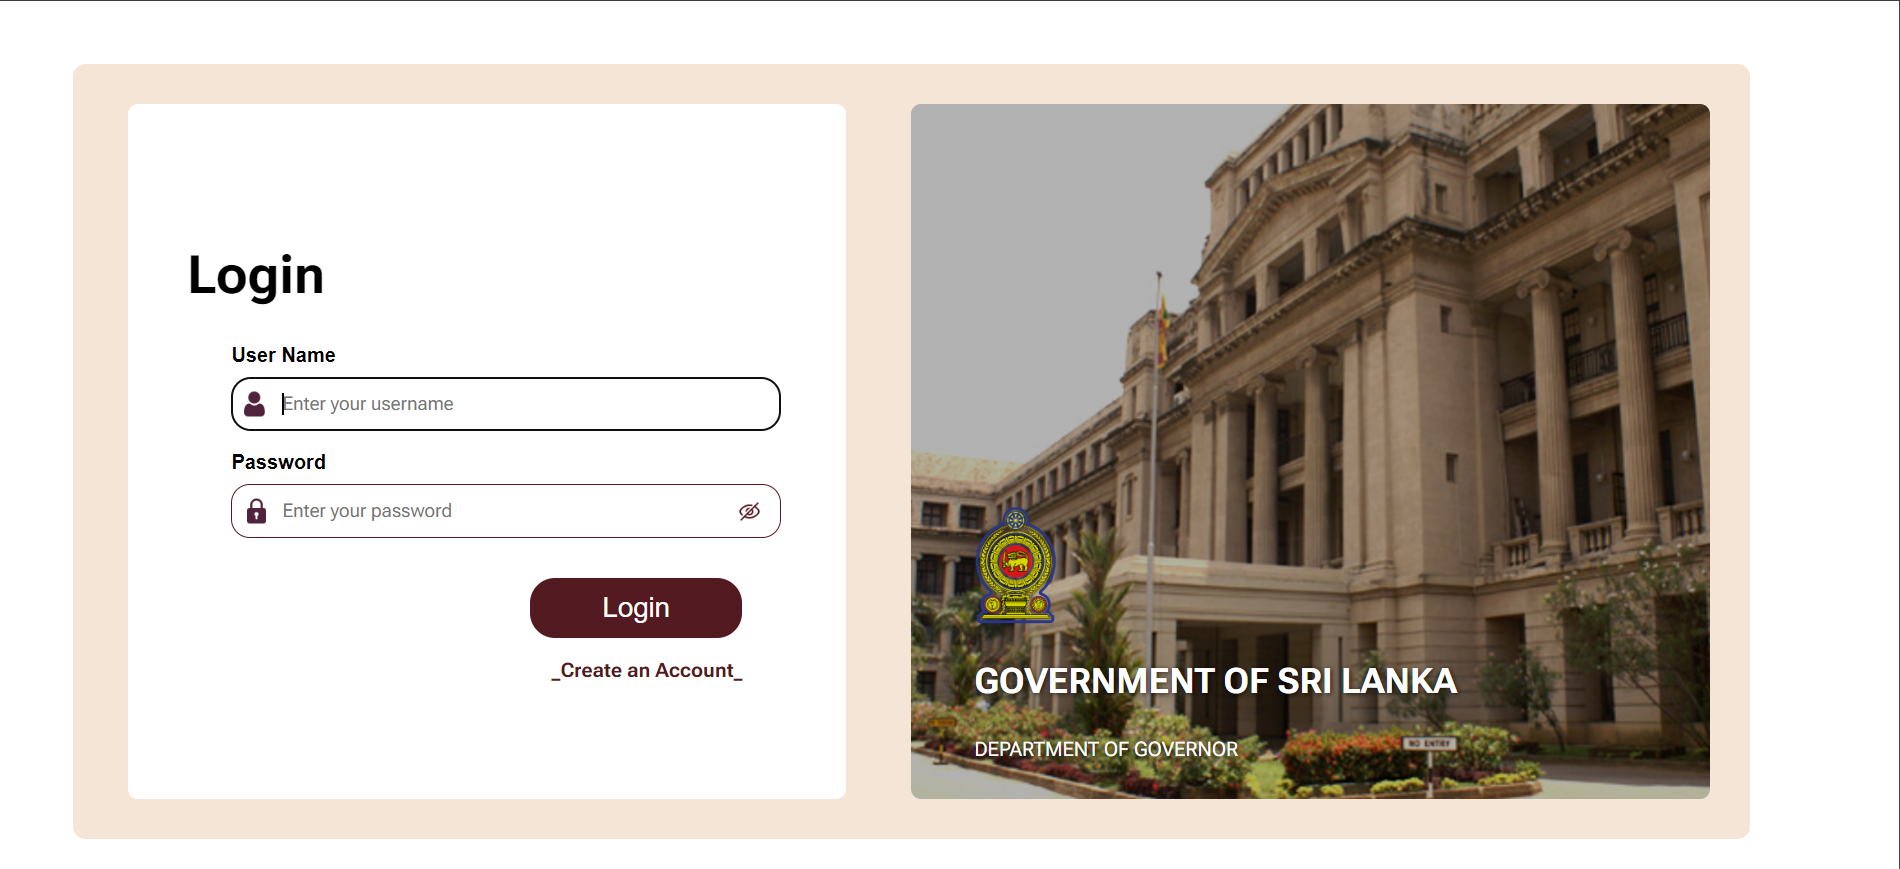 Login
User Name
Enter your username
Password
Enter your password
Login
_Create an Account_
GOVERNMENT OF SRI LANKA
DEPARTMENT OF GOVERNOR
NO ENTRY